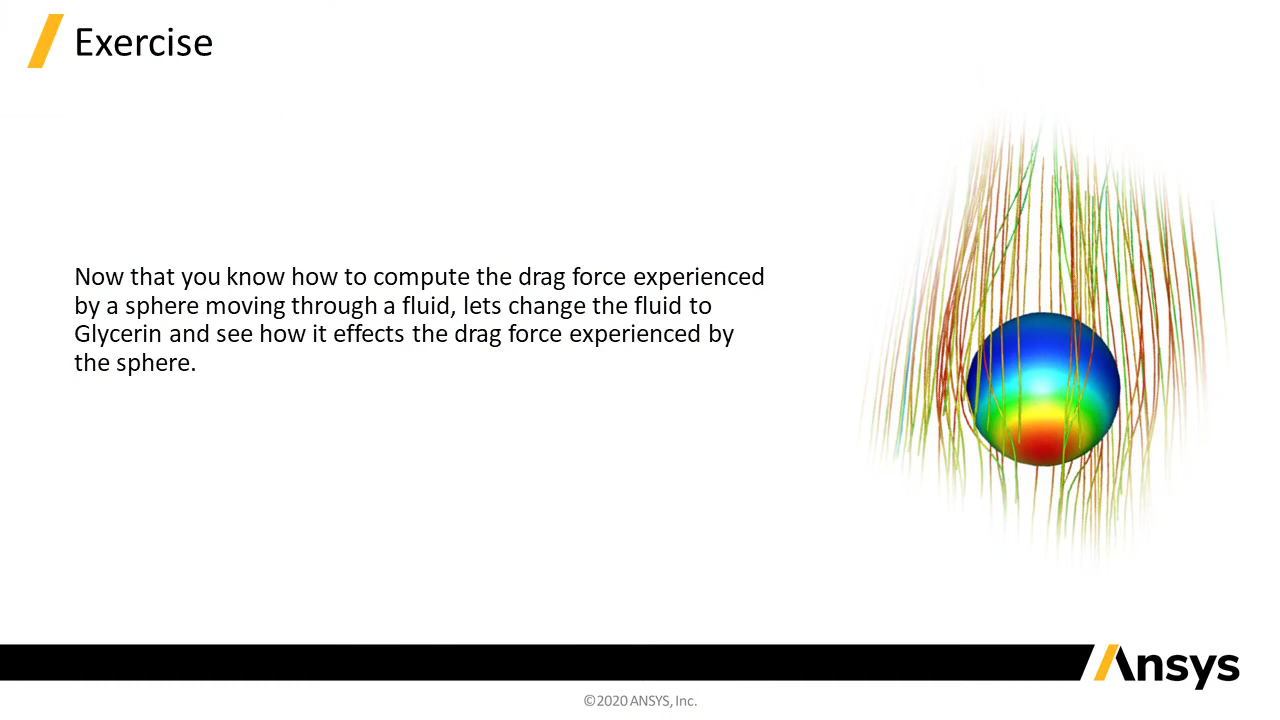 Exercise
Now that you know how to compute the drag force experienced
by a sphere moving through a fluid, lets change the fluid to
Glycerin and see how it effects the drag force experienced by
the sphere.
Ansys
©2020 ANSYS, Inc.